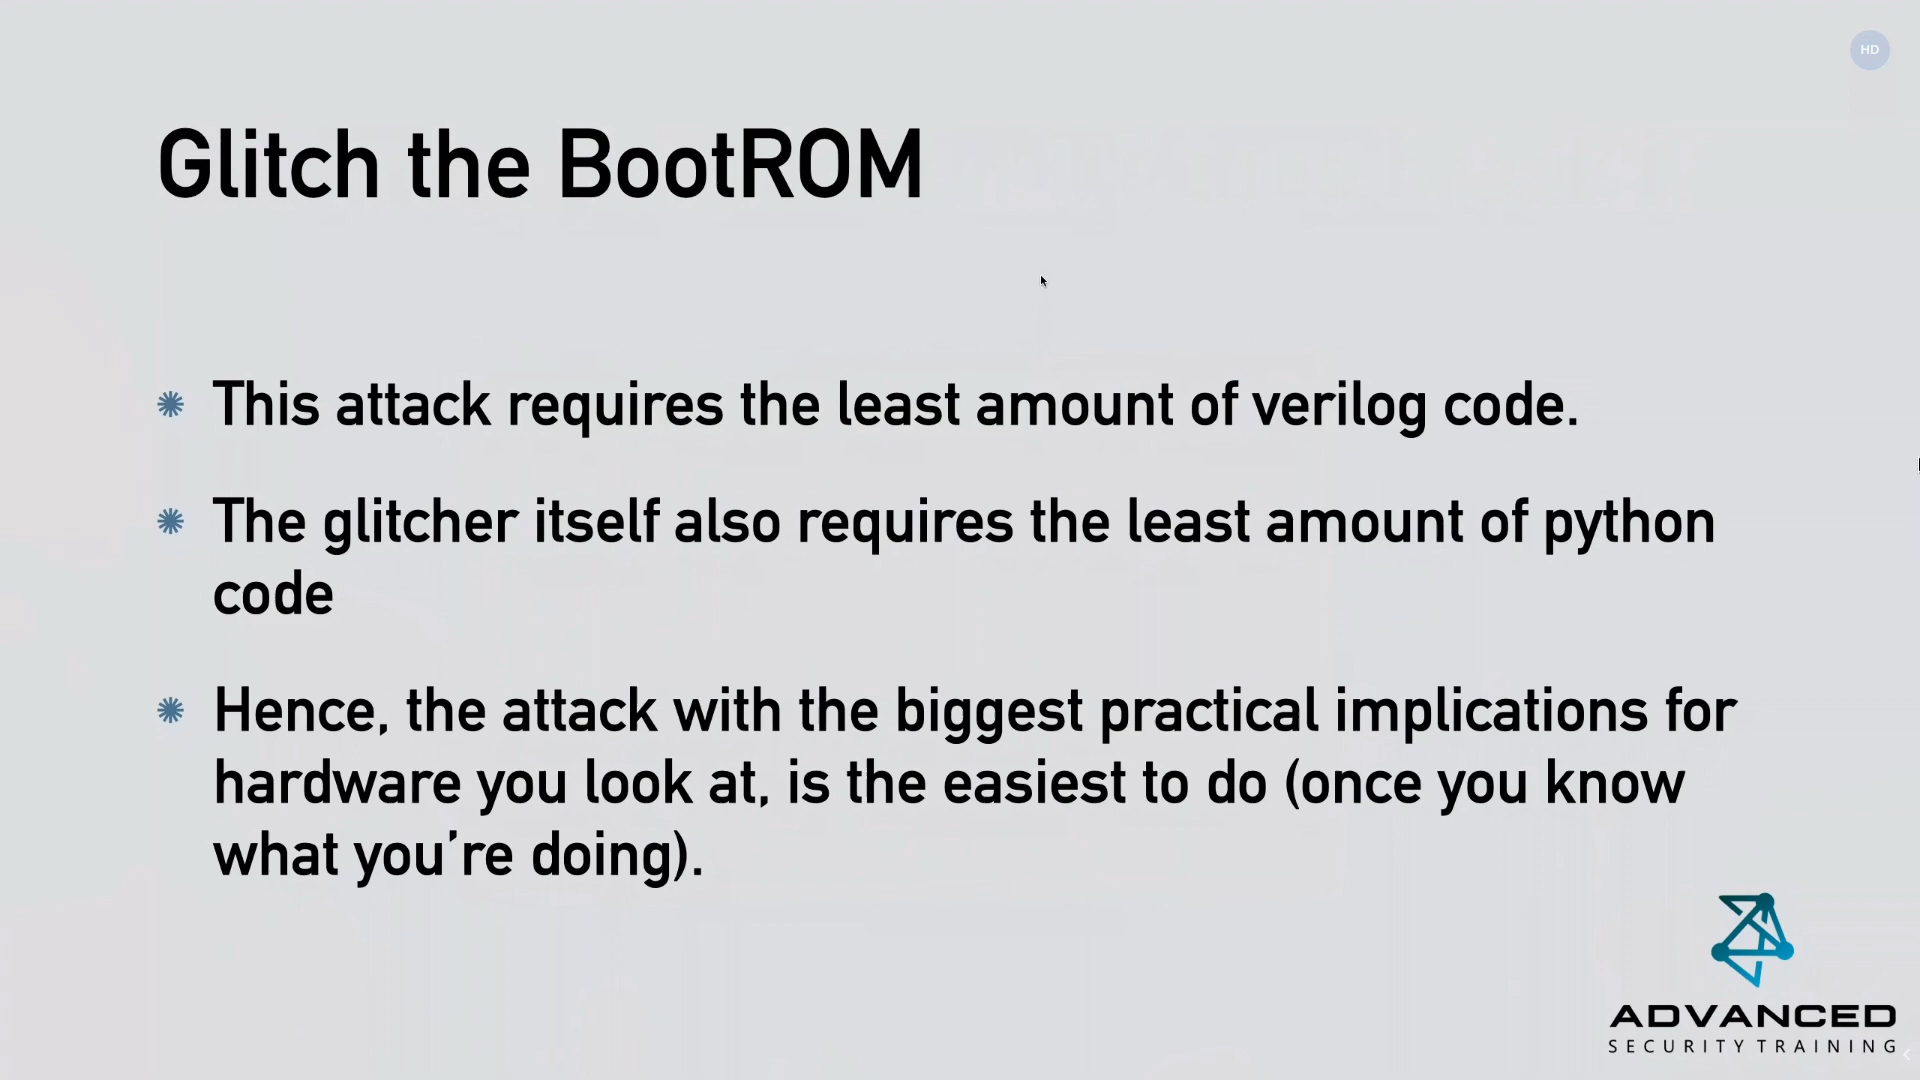 HD
Glitch the BootROM
This attack requires the least amount of verilog code.
The glitcher itself also requires the least amount of python
code
Hence, the attack with the biggest practical implications for
hardware you look at, is the easiest to do (once you know
what you’re doing).
ADVANCED
SECURITY TRAINING